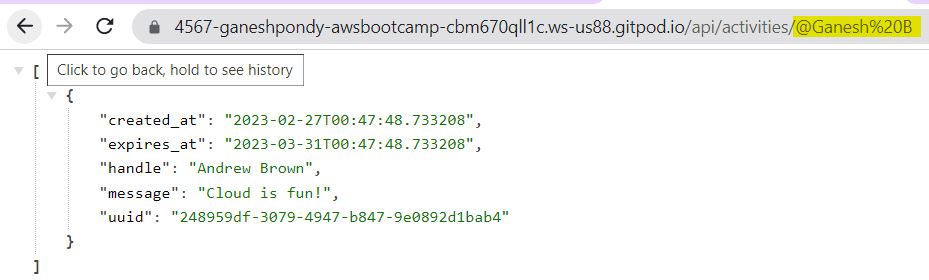 4567-ganeshpondy-awsbootcamp-cbm670qll1c.ws-us88.gitpod.io/api/activities/@Ganesh%20B
Click to go back, hold to see history
[
{
"created_at": "2023-02-27T00:47:48.733208",
"expires_at": "2023-03-31T00:47:48.733208",
"handle": "Andrew Brown",
"message": "Cloud is fun!",
"uuid": "248959df-3079-4947-b847-9e0892d1bab4"
}
]